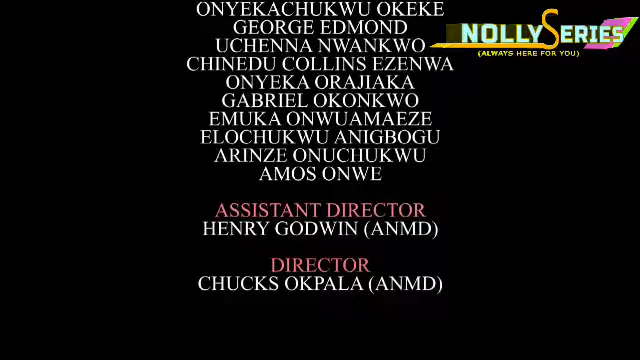 ONYEKACHUKWU OKEKE
GEORGE EDMOND
UCHENNA NWANKWO
CHINEDU COLLINS EZENWA
ONYEKA ORAJIAKA
GABRIEL OKONKWO
EMUKA ONWUAMAEZE
ELOCHUKWU ANIGBOGU
ARINZE ONUCHUKWU
AMOS ONWE
ASSISTANT DIRECTOR
HENRY GODWIN (ANMD)
DIRECTOR
CHUCKS OKPALA (ANMD)
NOLLYSERIES
(ALWAYS HERE FOR YOU)